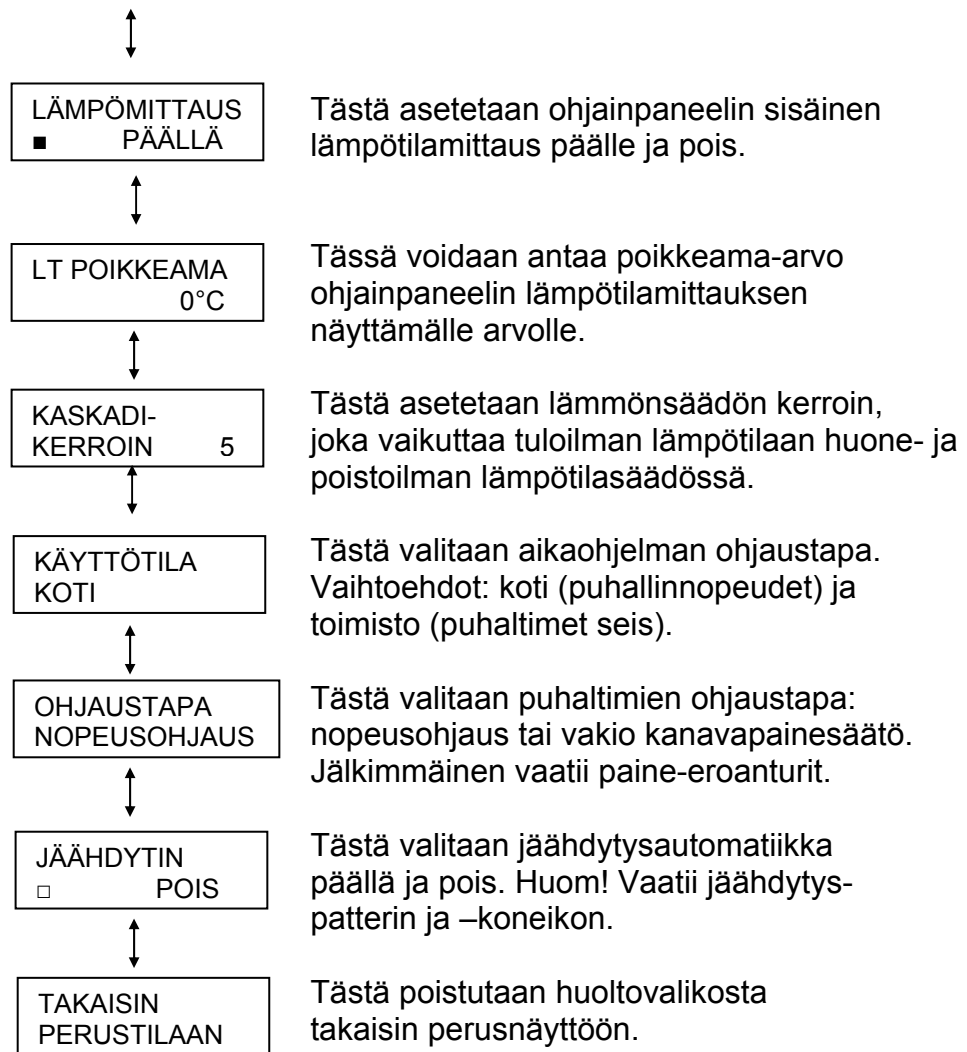 LÄMPÖMITTAUS
■ PÄÄLLÄ
Tästä asetetaan ohjainpaneelin sisäinen
lämpötilamittaus päälle ja pois.
LT POIKKEAMA
0°C
Tässä voidaan antaa poikkeama-arvo
ohjainpaneelin lämpötilamittauksen
näyttämälle arvolle.
KASKADI-
KERROIN 5
Tästä asetetaan lämmönsäädön kerroin,
joka vaikuttaa tuloilman lämpötilaan huone- ja
poistoilman lämpötilasäädössä.
KÄYTTÖTILA
KOTI
Tästä valitaan aikaohjelman ohjaustapa.
Vaihtoehdot: koti (puhallinnopeudet) ja
toimisto (puhaltimet seis).
OHJAUSTAPA
NOPEUSOHJAUS
Tästä valitaan puhaltimien ohjaustapa:
nopeusohjaus tai vakio kanavapainesäätö.
Jälkimmäinen vaatii paine-eroanturit.
JÄÄHDYTIN
□ POIS
Tästä valitaan jäähdytysautomatiikka
päällä ja pois. Huom! Vaatii jäähdytys-
patterin ja –koneikon.
TAKAISIN
PERUSTILAAN
Tästä poistutaan huoltovalikosta
takaisin perusnäyttöön.